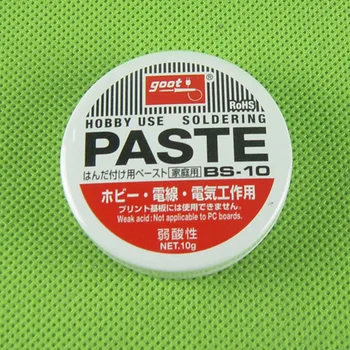 goot®
RoHS
HOBBY USE SOLDERING
PASTE
はんだ付け用ペースト 家庭用 BS-10
ホビー・電線・電気工作用
プリント基板には使用できません。
Weak acid: Not applicable to PC boards.
弱酸性
NET.10g